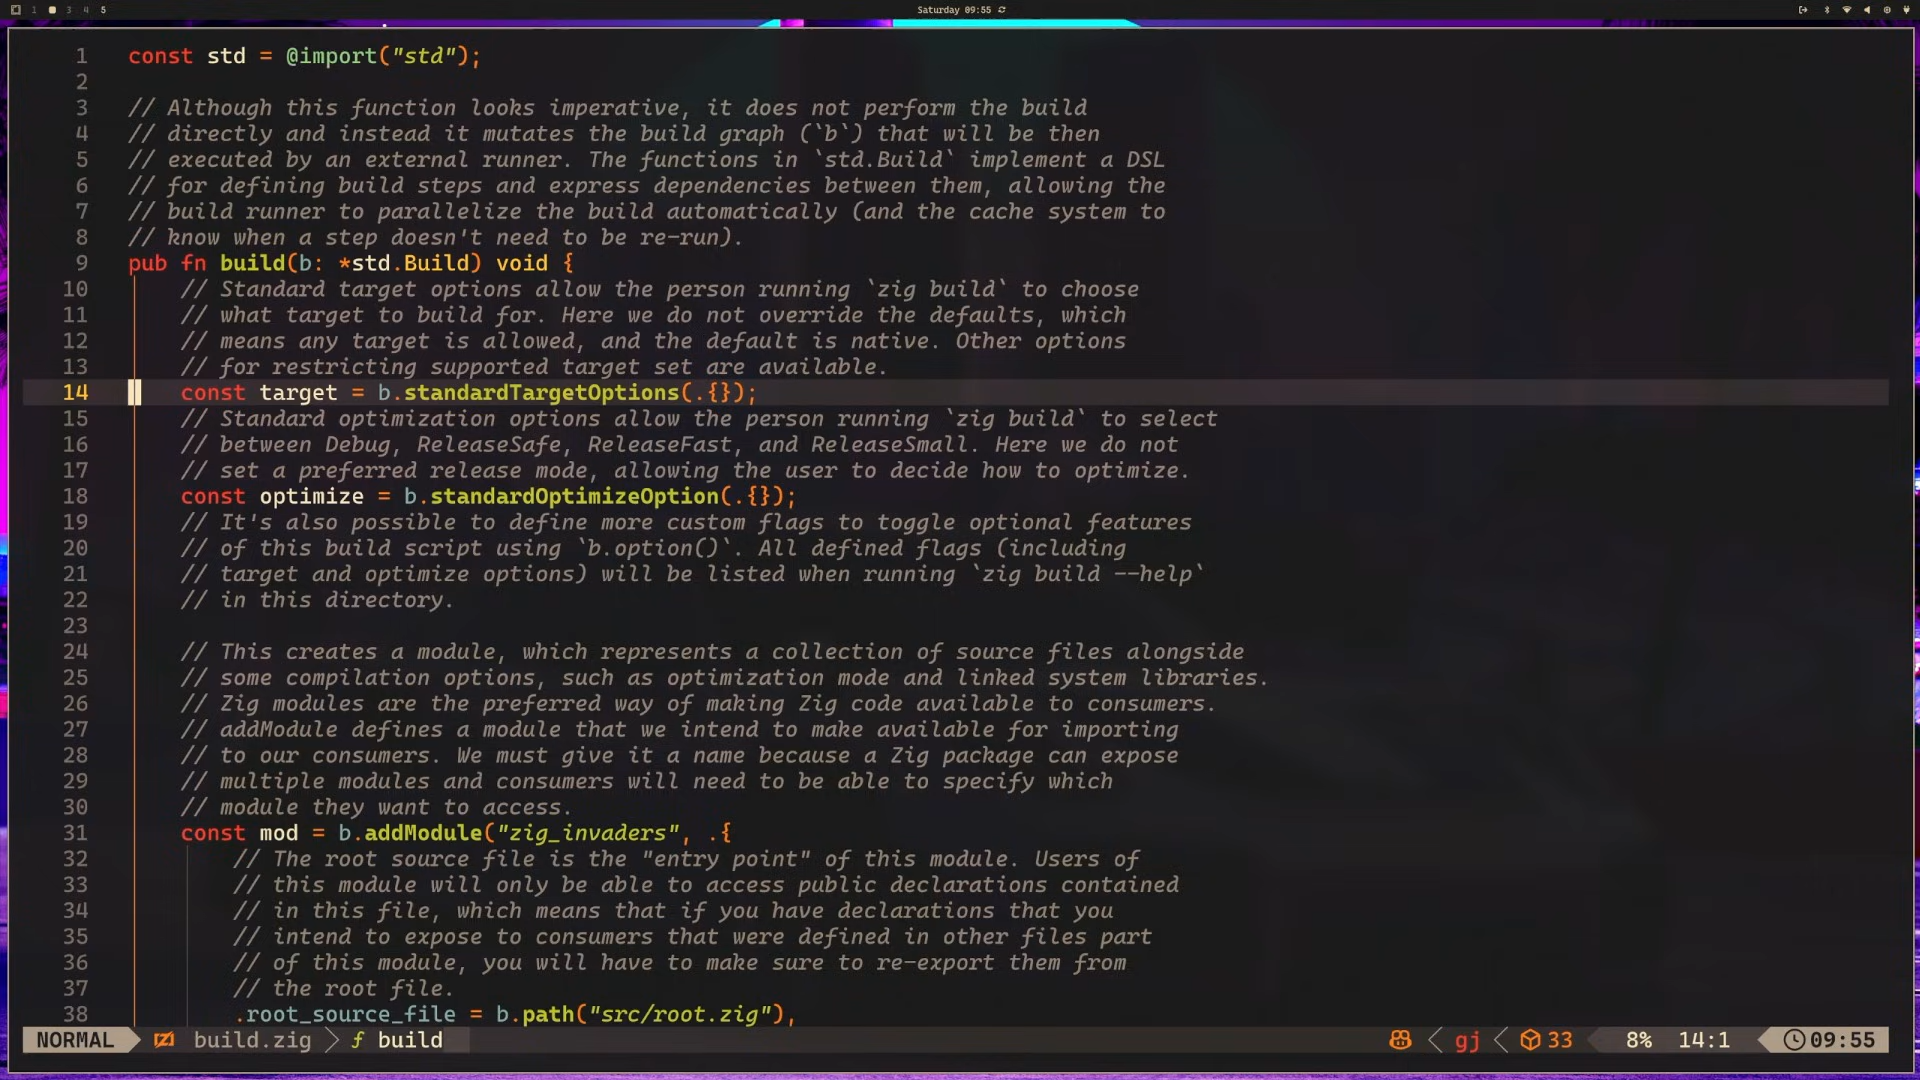 1 2 3 4 5 Saturday 09:55
1 const std = @import("std");
2
3 // Although this function looks imperative, it does not perform the build
4 // directly and instead it mutates the build graph (`b`) that will be then
5 // executed by an external runner. The functions in `std.Build` implement a DSL
6 // for defining build steps and express dependencies between them, allowing the
7 // build runner to parallelize the build automatically (and the cache system to
8 // know when a step doesn't need to be re-run).
9 pub fn build(b: *std.Build) void {
10 // Standard target options allow the person running `zig build` to choose
11 // what target to build for. Here we do not override the defaults, which
12 // means any target is allowed, and the default is native. Other options
13 // for restricting supported target set are available.
14 const target = b.standardTargetOptions(.{});
15 // Standard optimization options allow the person running `zig build` to select
16 // between Debug, ReleaseSafe, ReleaseFast, and ReleaseSmall. Here we do not
17 // set a preferred release mode, allowing the user to decide how to optimize.
18 const optimize = b.standardOptimizeOption(.{});
19 // It's also possible to define more custom flags to toggle optional features
20 // of this build script using `b.option()`. All defined flags (including
21 // target and optimize options) will be listed when running `zig build --help`
22 // in this directory.
23
24 // This creates a module, which represents a collection of source files alongside
25 // some compilation options, such as optimization mode and linked system libraries.
26 // Zig modules are the preferred way of making Zig code available to consumers.
27 // addModule defines a module that we intend to make available for importing
28 // to our consumers. We must give it a name because a Zig package can expose
29 // multiple modules and consumers will need to be able to specify which
30 // module they want to access.
31 const mod = b.addModule("zig_invaders", .{
32 // The root source file is the "entry point" of this module. Users of
33 // this module will only be able to access public declarations contained
34 // in this file, which means that if you have declarations that you
35 // intend to expose to consumers that were defined in other files part
36 // of this module, you will have to make sure to re-export them from
37 // the root file.
38 .root_source_file = b.path("src/root.zig"),
NORMAL build.zig f build gj 33 8% 14:1 09:55